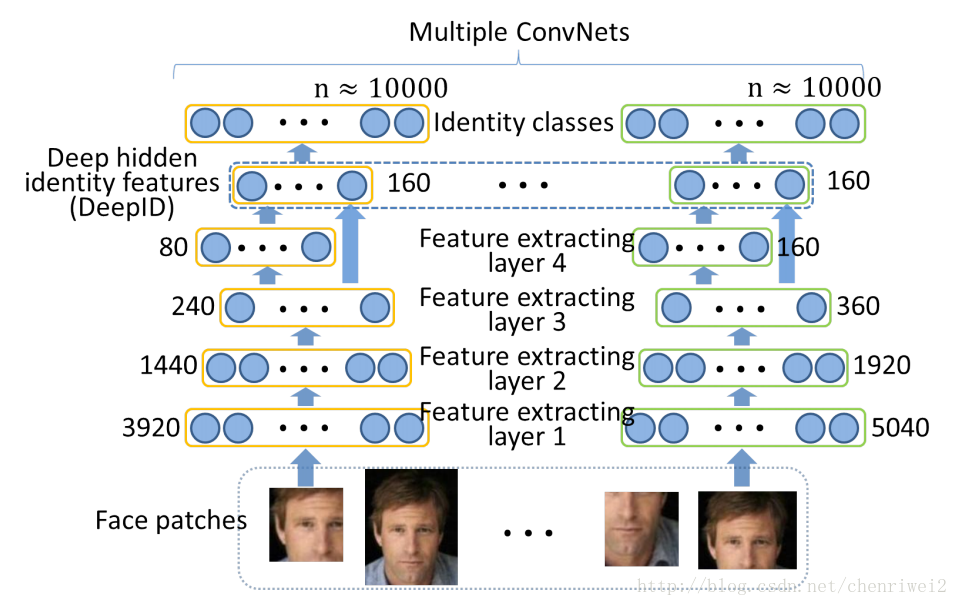 Multiple ConvNets
n ≈ 10000
n ≈ 10000
Identity classes
Deep hidden
identity features
(DeepID)
160
• • •
160
80
Feature extracting
layer 4
160
240
Feature extracting
layer 3
360
1440
Feature extracting
layer 2
1920
3920
Feature extracting
layer 1
5040
Face patches
http://blog.csdn.net/chenriwei2